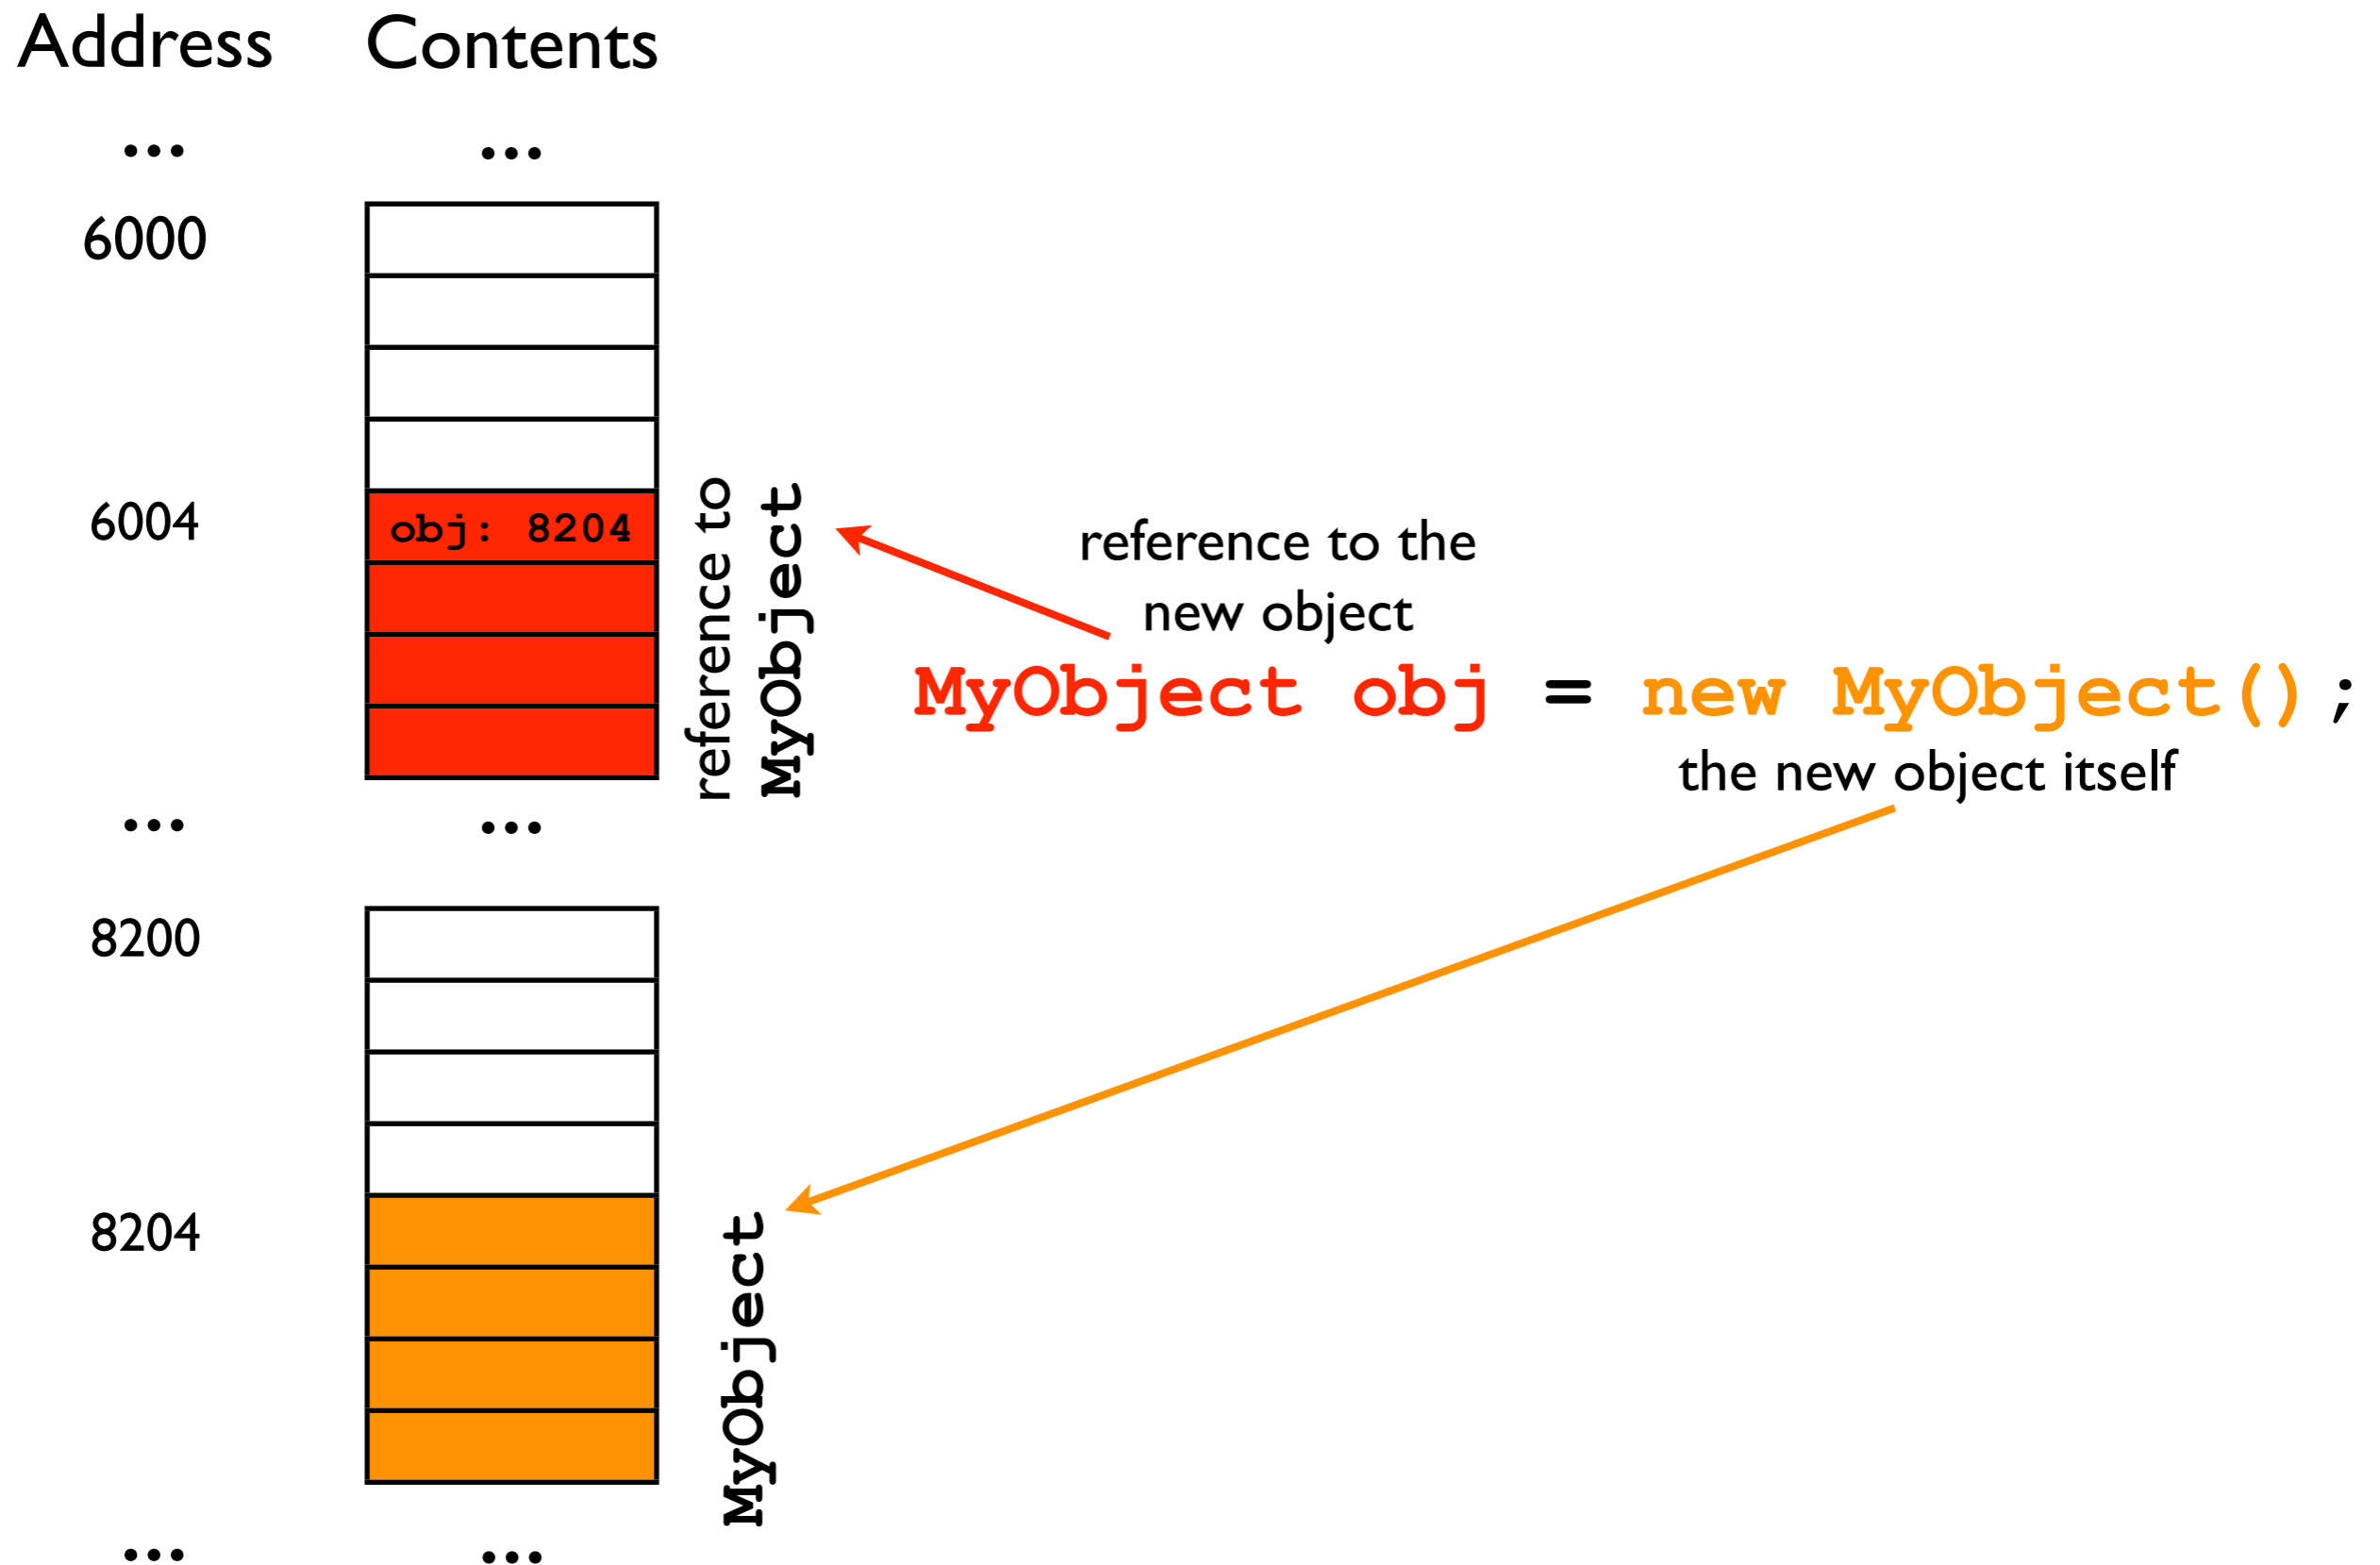 Address Contents
... ...
6000
6004 obj: 8204
reference to
MyObject
reference to the
new object
MyObject obj = new MyObject();
the new object itself
... ...
8200
8204
MyObject
... ...